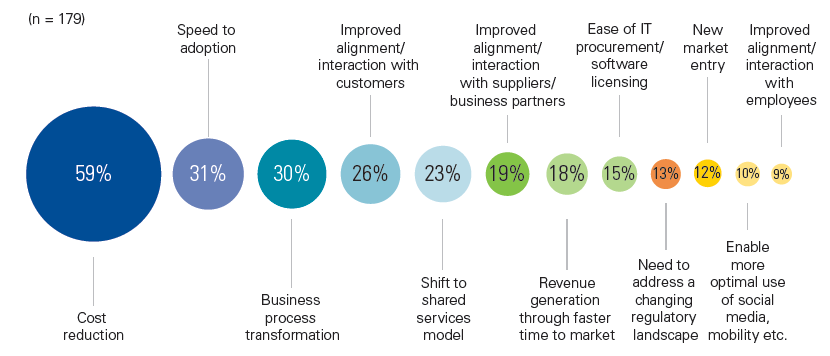 (n = 179)
Speed to
adoption
Improved
alignment/
interaction with
customers
Improved
alignment/
interaction
with suppliers/
business partners
Ease of IT
procurement/
software
licensing
New
market
entry
Improved
alignment/
interaction
with
employees
59%
31%
30%
26%
23%
19%
18%
15%
13%
12%
10%
9%
Cost
reduction
Business
process
transformation
Shift to
shared
services
model
Revenue
generation
through faster
time to market
Need to
address a
changing
regulatory
landscape
Enable
more
optimal use
of social
media,
mobility etc.